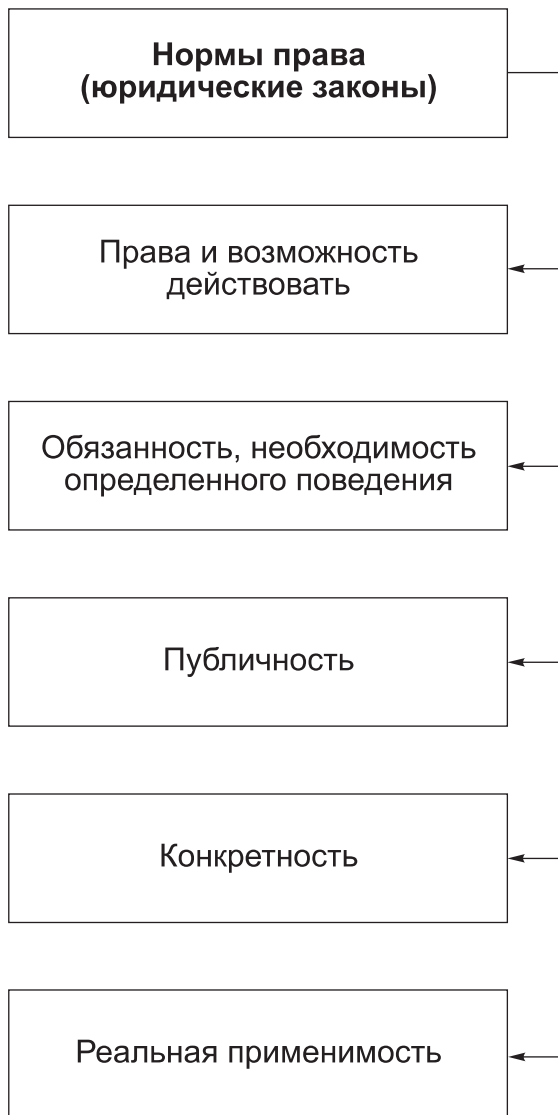 Нормы права
(юридические законы)
Права и возможность
действовать
Обязанность, необходимость
определенного поведения
Публичность
Конкретность
Реальная применимость